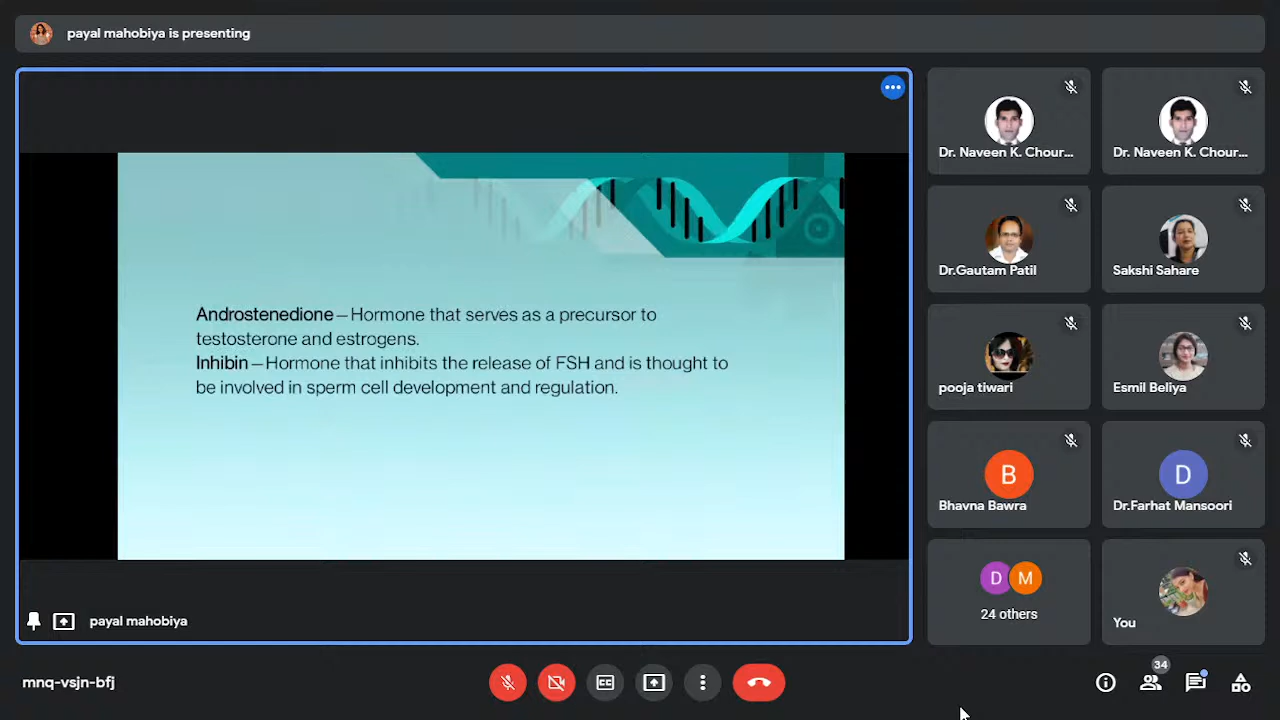 payal mahobiya is presenting
Androstenedione – Hormone that serves as a precursor to
testosterone and estrogens.
Inhibin – Hormone that inhibits the release of FSH and is thought to
be involved in sperm cell development and regulation.
payal mahobiya
Dr. Naveen K. Chour...
Dr. Naveen K. Chour...
Dr.Gautam Patil
Sakshi Sahare
pooja tiwari
Esmil Beliya
B
Bhavna Bawra
D
Dr.Farhat Mansoori
D M
24 others
You
mnq-vsjn-bfj
CC
34